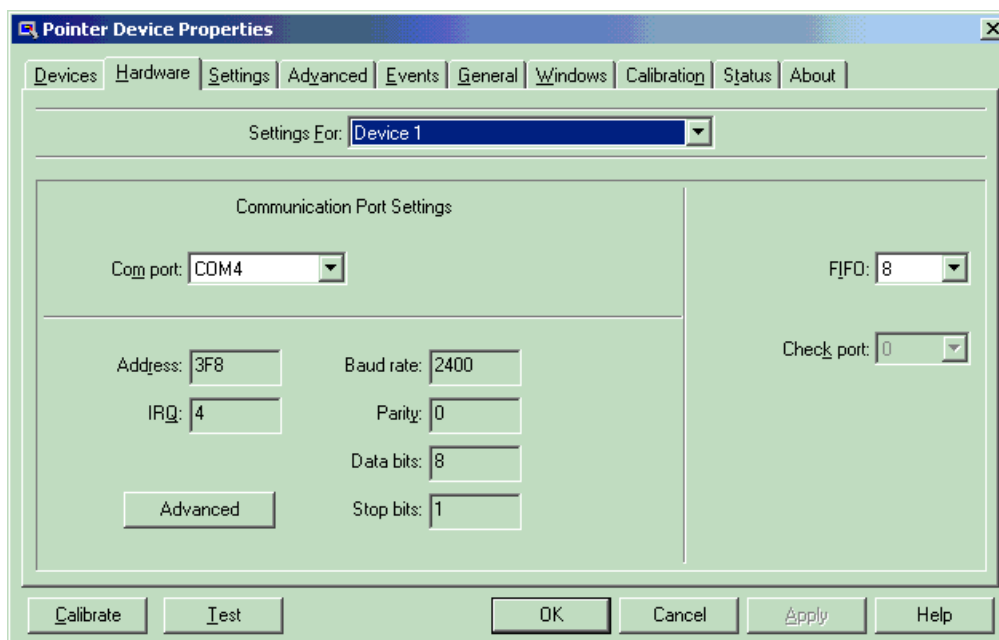 Pointer Device Properties
Devices Hardware Settings Advanced Events General Windows Calibration Status About
Settings For: Device 1
Communication Port Settings
Com port: COM4
FIFO: 8
Check port: 0
Address: 3F8 Baud rate: 2400
IRQ: 4 Parity: 0
Data bits: 8
Advanced Stop bits: 1
Calibrate Test OK Cancel Apply Help